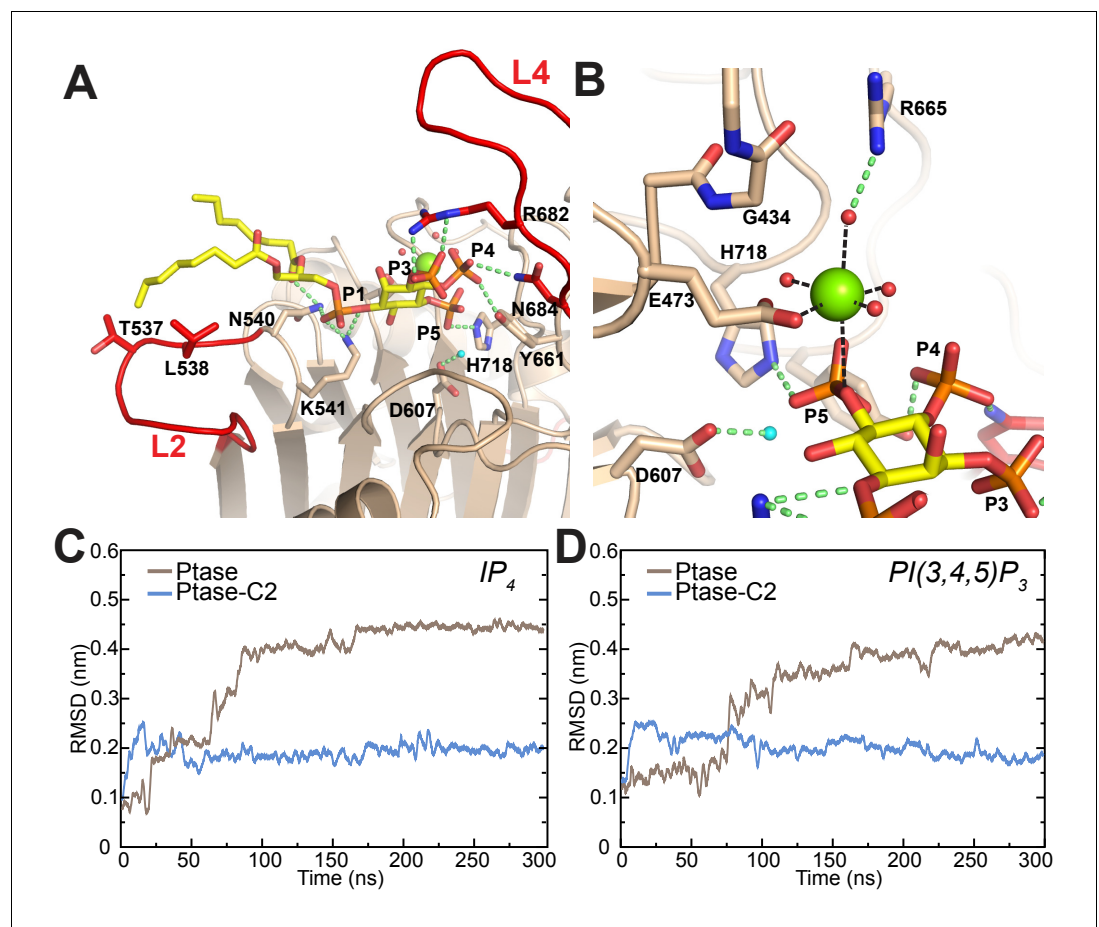 A
L4
R682
P3
P4
P1
N540
N684
T537
P5
L538
H718
Y661
K541
D607
L2
B
R665
G434
H718
E473
P4
P5
D607
P3
C
0.6
Ptase
IP4
Ptase-C2
0.5
0.4
RMSD (nm)
0.3
0.2
0.1
0 50 100 150 200 250 300
Time (ns)
D
0.6
Ptase
PI(3,4,5)P3
Ptase-C2
0.5
0.4
RMSD (nm)
0.3
0.2
0.1
0 50 100 150 200 250 300
Time (ns)